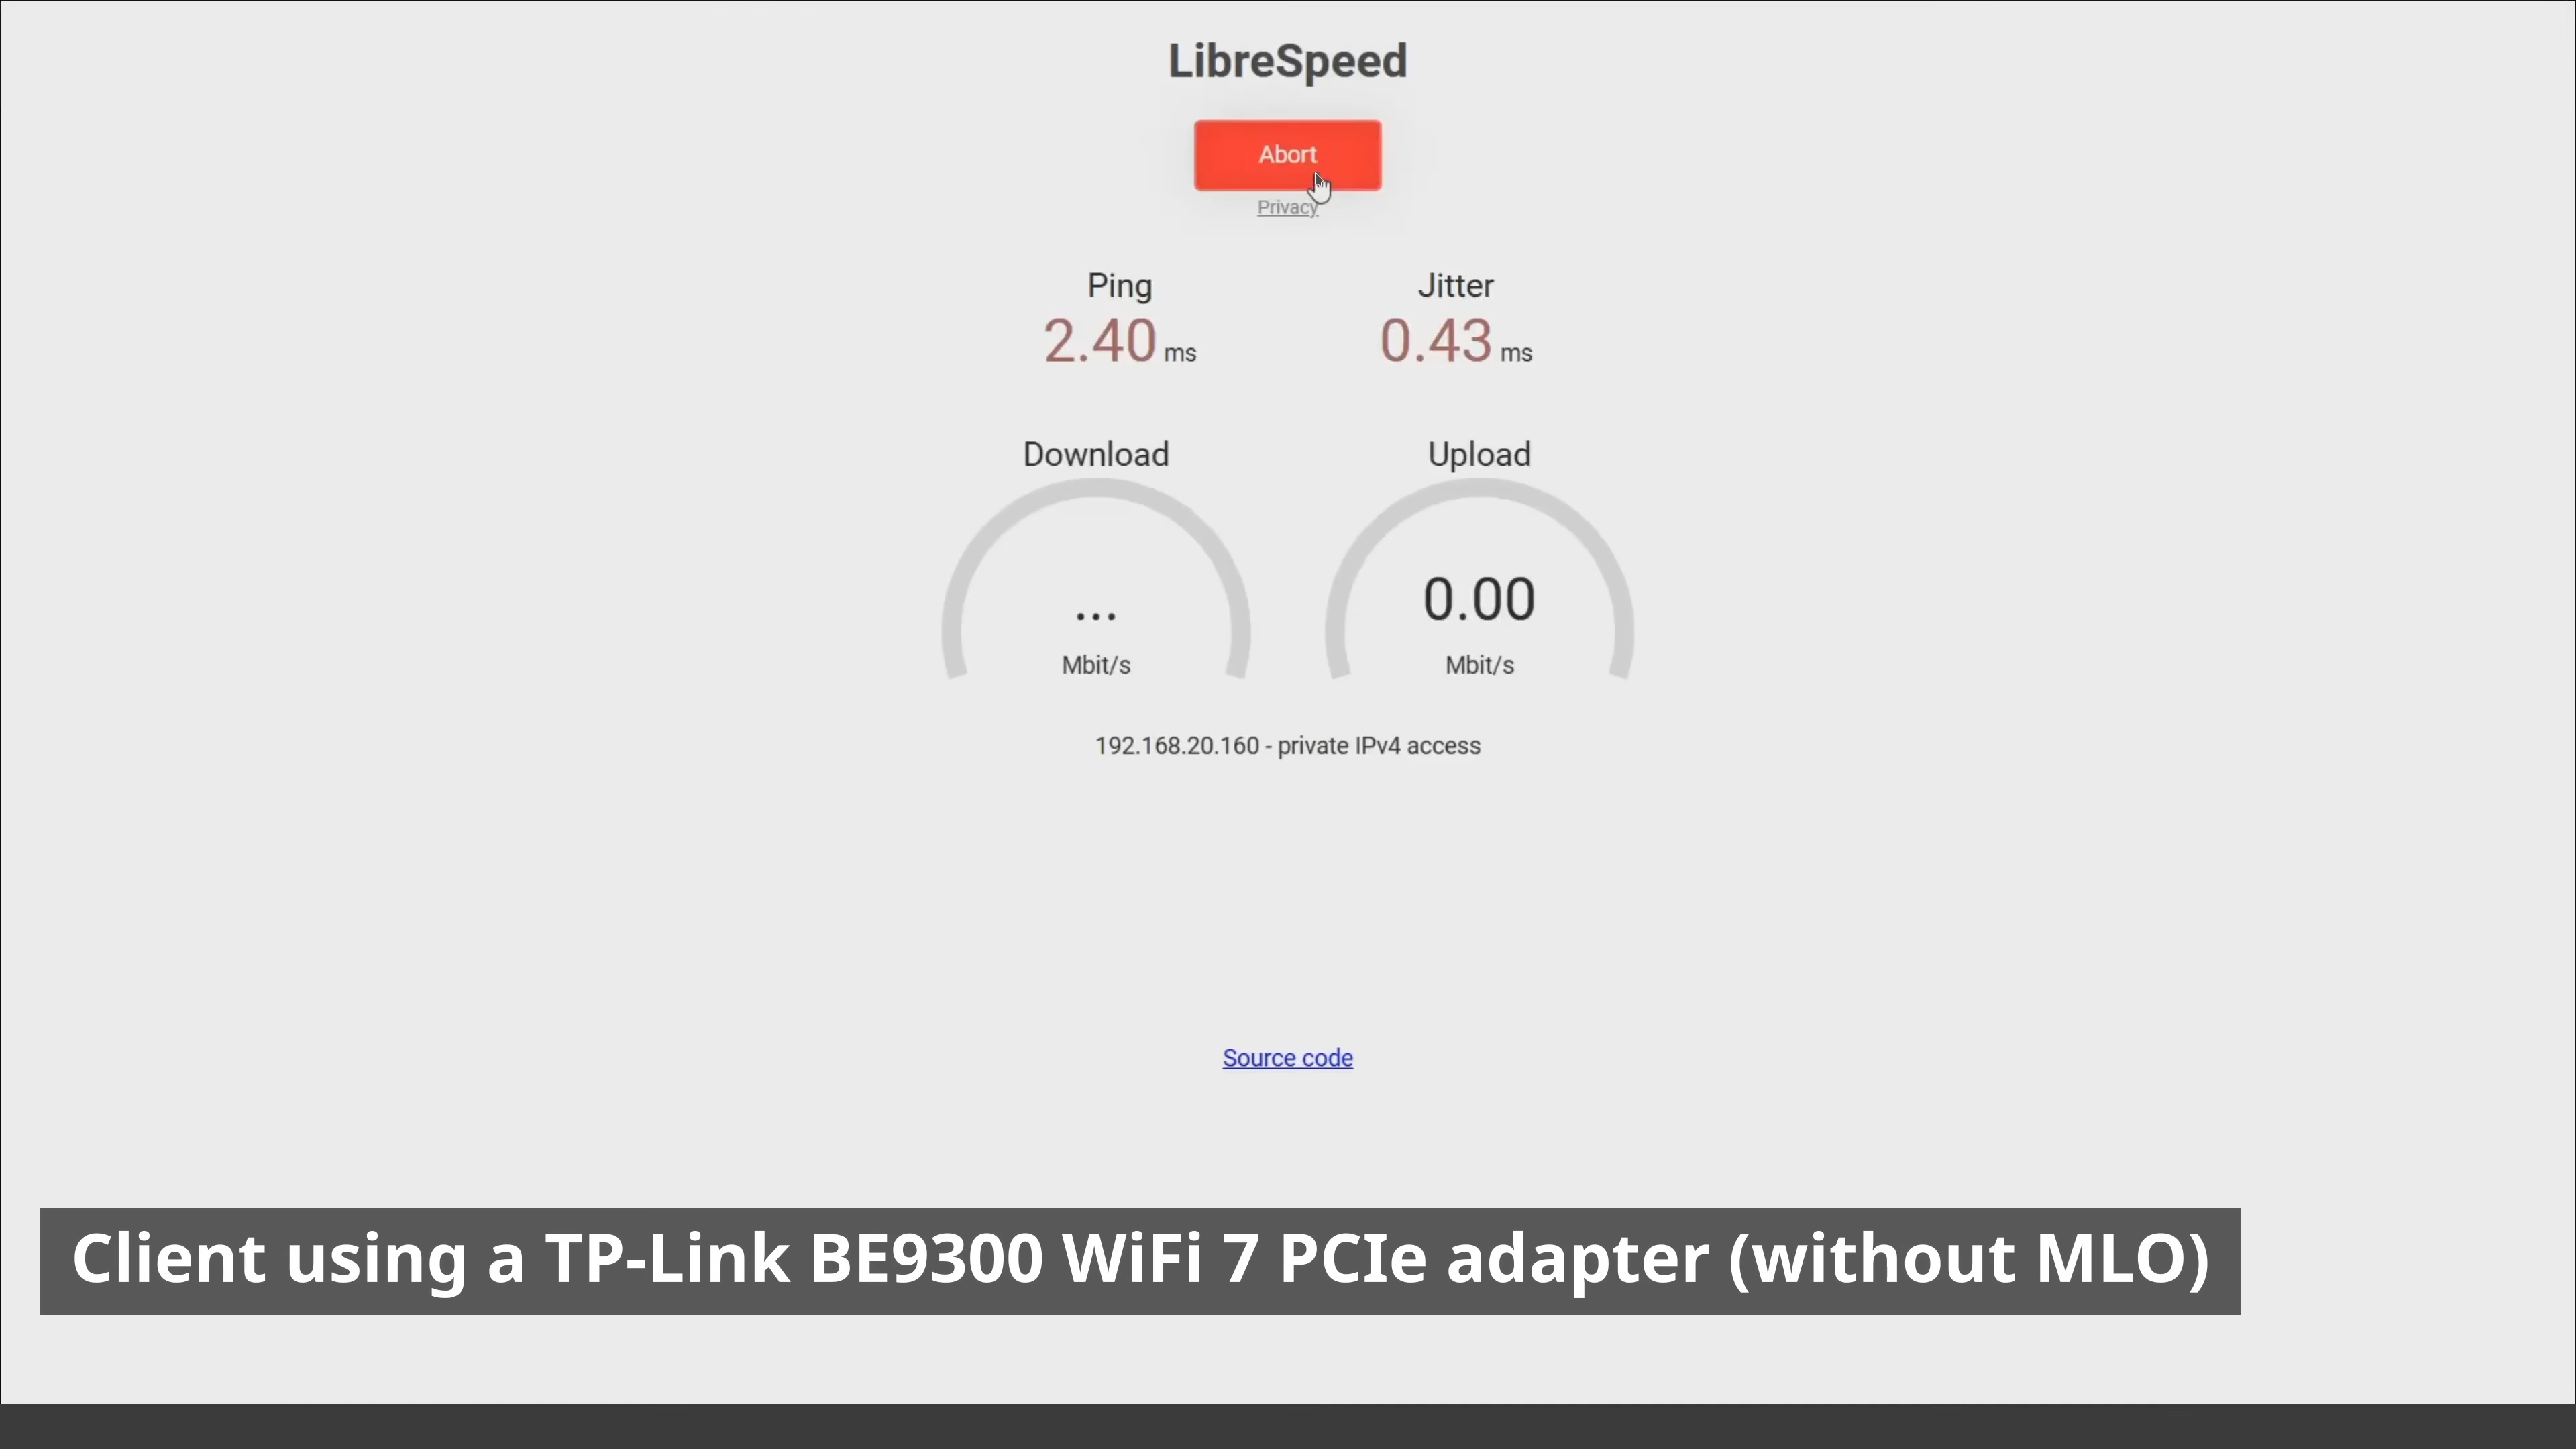 LibreSpeed
Abort
Privacy
Ping
2.40 ms
Jitter
0.43 ms
Download
...
Mbit/s
Upload
0.00
Mbit/s
192.168.20.160 - private IPv4 access
Source code
Client using a TP-Link BE9300 WiFi 7 PCIe adapter (without MLO)